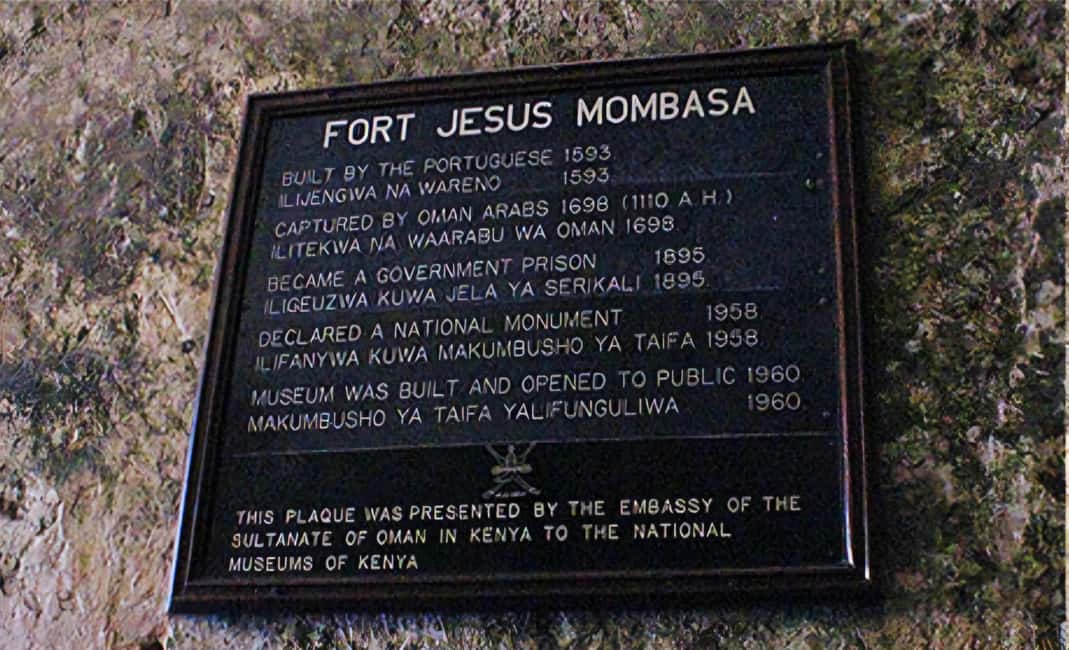 FORT JESUS MOMBASA
BUILT BY THE PORTUGUESE 1593
ILIJENGWA NA WARENO 1593
CAPTURED BY OMAN ARABS 1698 (1110 A.H.)
ILITEKWA NA WAARABU WA OMAN 1698
BECAME A GOVERNMENT PRISON 1895
ILIGEUZWA KUWA JELA YA SERIKALI 1895
DECLARED A NATIONAL MONUMENT 1958
ILIFANYWA KUWA MAKUMBUSHO YA TAIFA 1958
MUSEUM WAS BUILT AND OPENED TO PUBLIC 1960
MAKUMBUSHO YA TAIFA YALIFUNGULIWA 1960
THIS PLAQUE WAS PRESENTED BY THE EMBASSY OF THE
SULTANATE OF OMAN IN KENYA TO THE NATIONAL
MUSEUMS OF KENYA